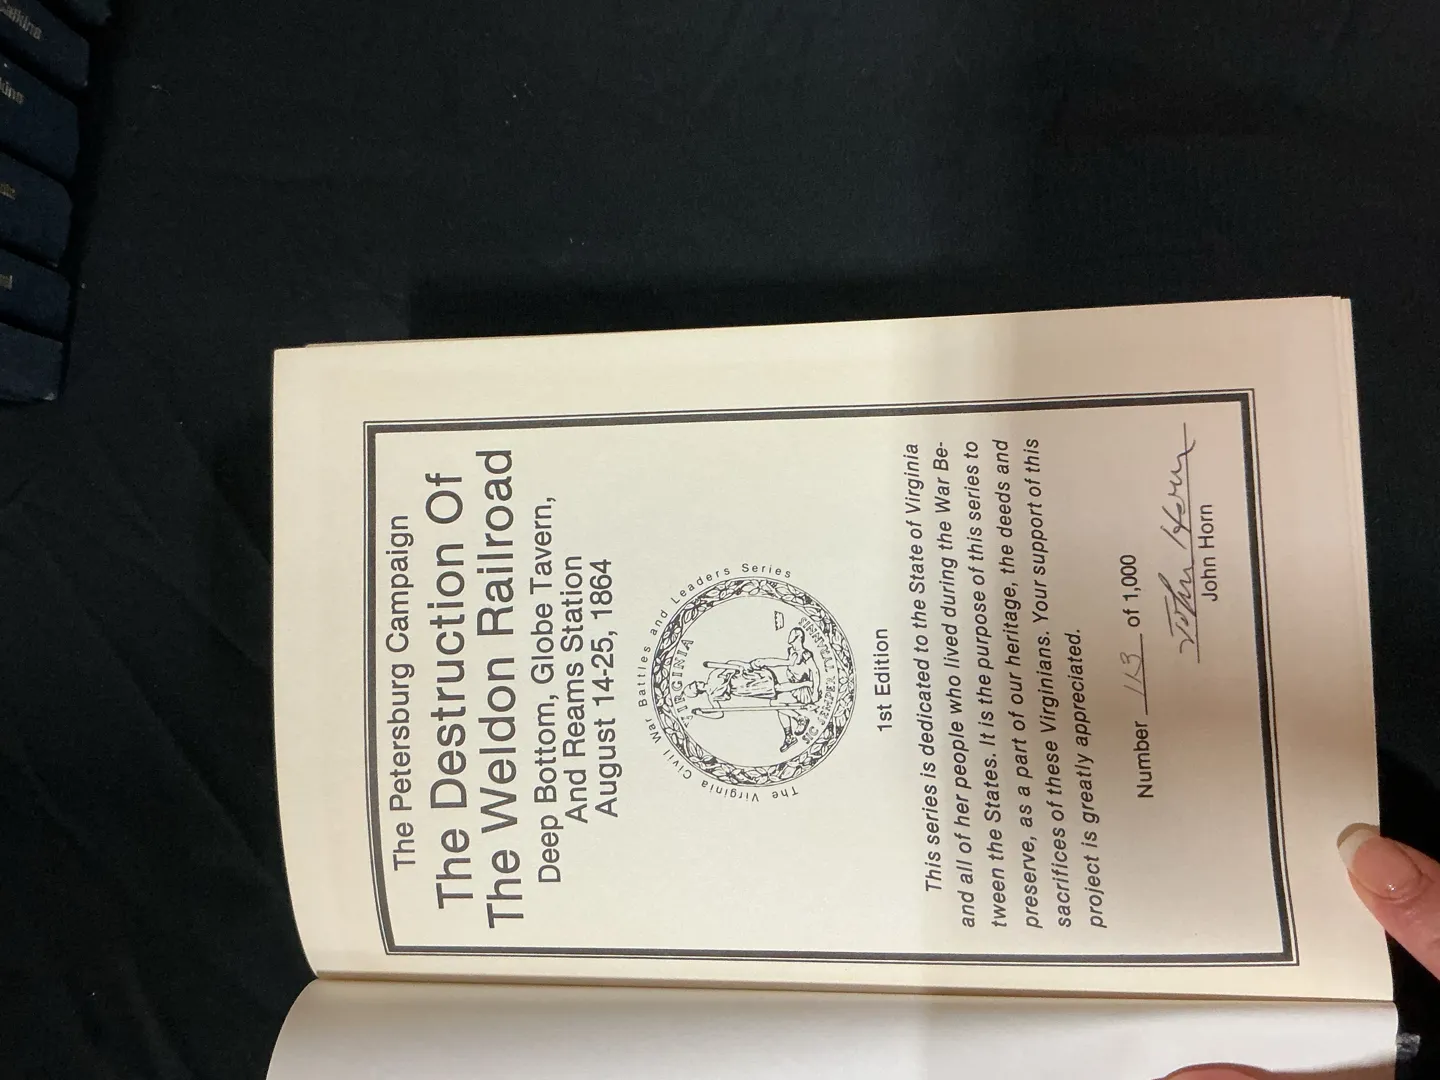 The Petersburg Campaign
The Destruction Of
The Weldon Railroad
Deep Bottom, Globe Tavern,
And Reams Station
August 14-25, 1864
The Virginia Civil War Battles and Leaders Series
VIRGINIA
SIC SEMPER TYRANNIS
1st Edition
This series is dedicated to the State of Virginia
and all of her people who lived during the War Be-
tween the States. It is the purpose of this series to
preserve, as a part of our heritage, the deeds and
sacrifices of these Virginians. Your support of this
project is greatly appreciated.
Number 113 of 1,000
John Horn
John Horn